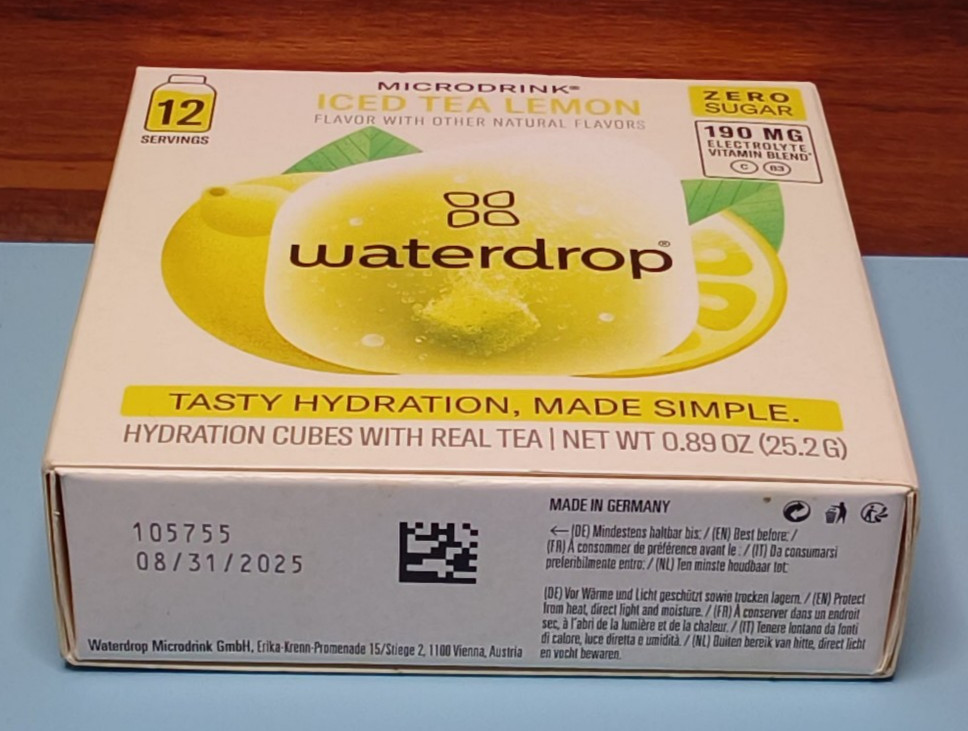 12
SERVINGS
MICRODRINK®
ICED TEA LEMON
FLAVOR WITH OTHER NATURAL FLAVORS
ZERO
SUGAR
190 MG
ELECTROLYTE
VITAMIN BLEND*
C B3
waterdrop®
TASTY HYDRATION, MADE SIMPLE.
HYDRATION CUBES WITH REAL TEA | NET WT 0.89 OZ (25.2 G)
105755
08/31/2025
Waterdrop Microdrink GmbH, Erika-Krenn-Promenade 15/Stiege 2, 1100 Vienna, Austria
MADE IN GERMANY
← (DE) Mindestens haltbar bis: / (EN) Best before: /
(FR) À consommer de préférence avant le : / (IT) Da consumarsi
preferibilmente entro: / (NL) Ten minste houdbaar tot:
(DE) Vor Wärme und Licht geschützt sowie trocken lagern. / (EN) Protect
from heat, direct light and moisture. / (FR) À conserver dans un endroit
sec, à l'abri de la lumière et de la chaleur. / (IT) Tenere lontano da fonti
di calore, luce diretta e umidità. / (NL) Buiten bereik van hitte, direct licht
en vocht bewaren.